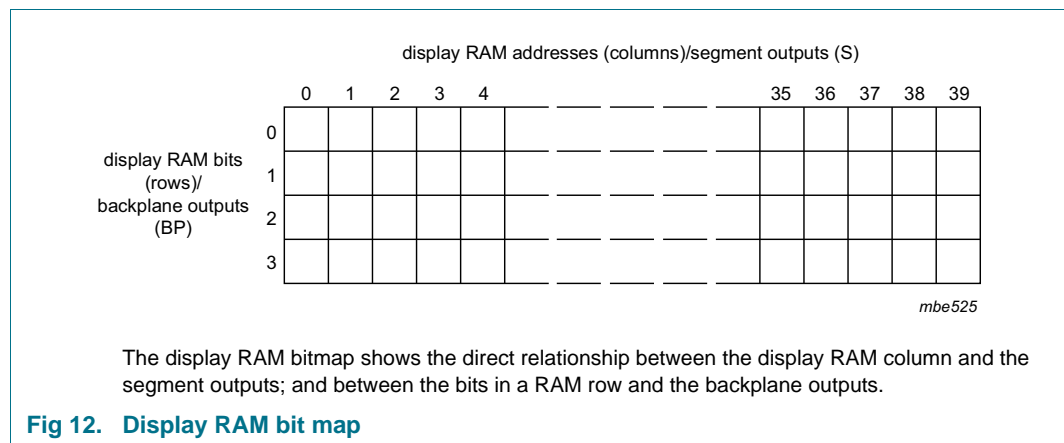 display RAM addresses (columns)/segment outputs (S)
0 1 2 3 4 35 36 37 38 39
0
display RAM bits
1
(rows)/
backplane outputs
2
(BP)
3
mbe525
The display RAM bitmap shows the direct relationship between the display RAM column and the
segment outputs; and between the bits in a RAM row and the backplane outputs.
Fig 12. Display RAM bit map